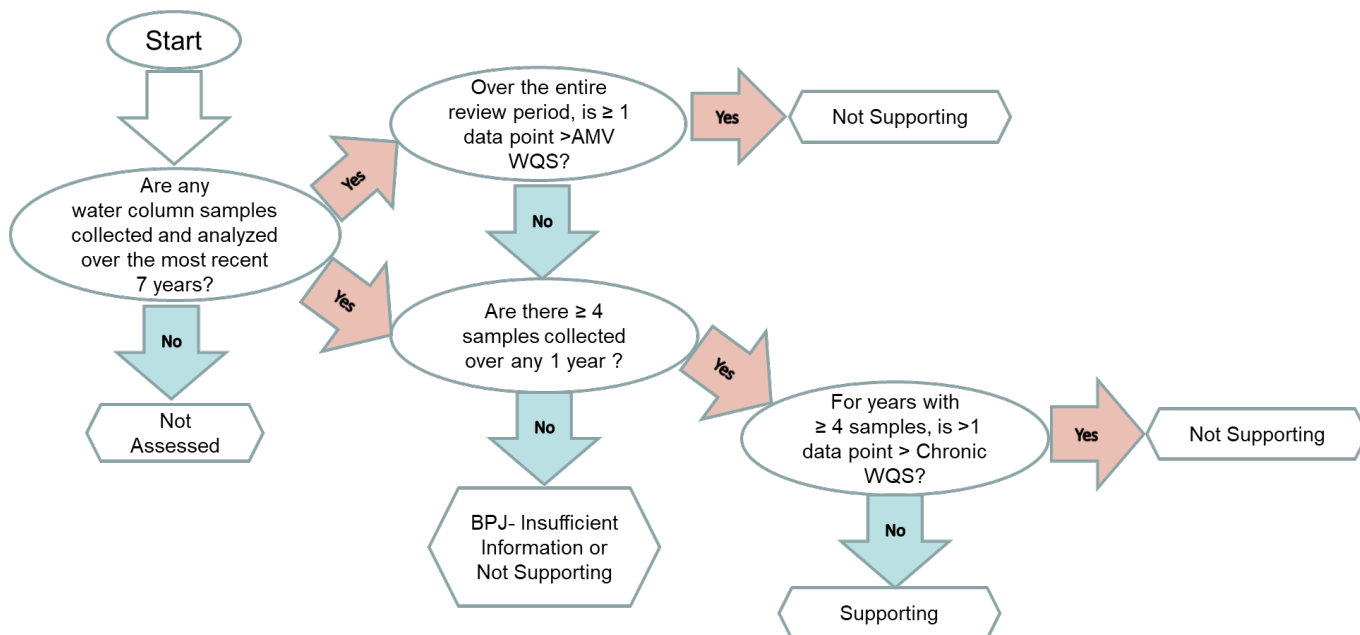 Start
Are any
water column samples
collected and analyzed
over the most recent
7 years?
No
Not
Assessed
Yes
Over the entire
review period, is ≥ 1
data point >AMV
WQS?
Yes
Not Supporting
No
Yes
Are there ≥ 4
samples collected
over any 1 year ?
No
BPJ- Insufficient
Information or
Not Supporting
Yes
For years with
≥ 4 samples, is >1
data point > Chronic
WQS?
Yes
Not Supporting
No
Supporting